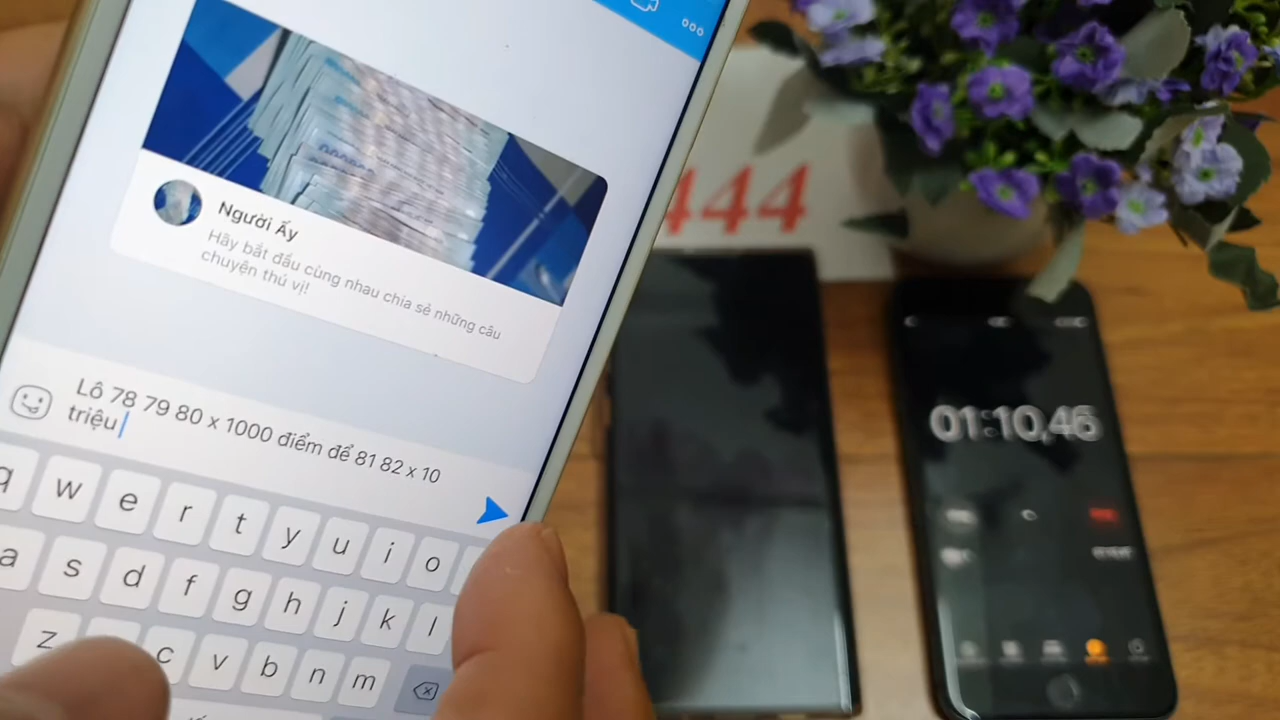 Người Ấy
Hãy bắt đầu cùng nhau chia sẻ những câu
chuyện thú vị!
Lô 78 79 80 x 1000 điểm đề 81 82 x 10
triệu
q w e r t y u i o
a s d f g h j k l
z c v b n m
444
01:10,46